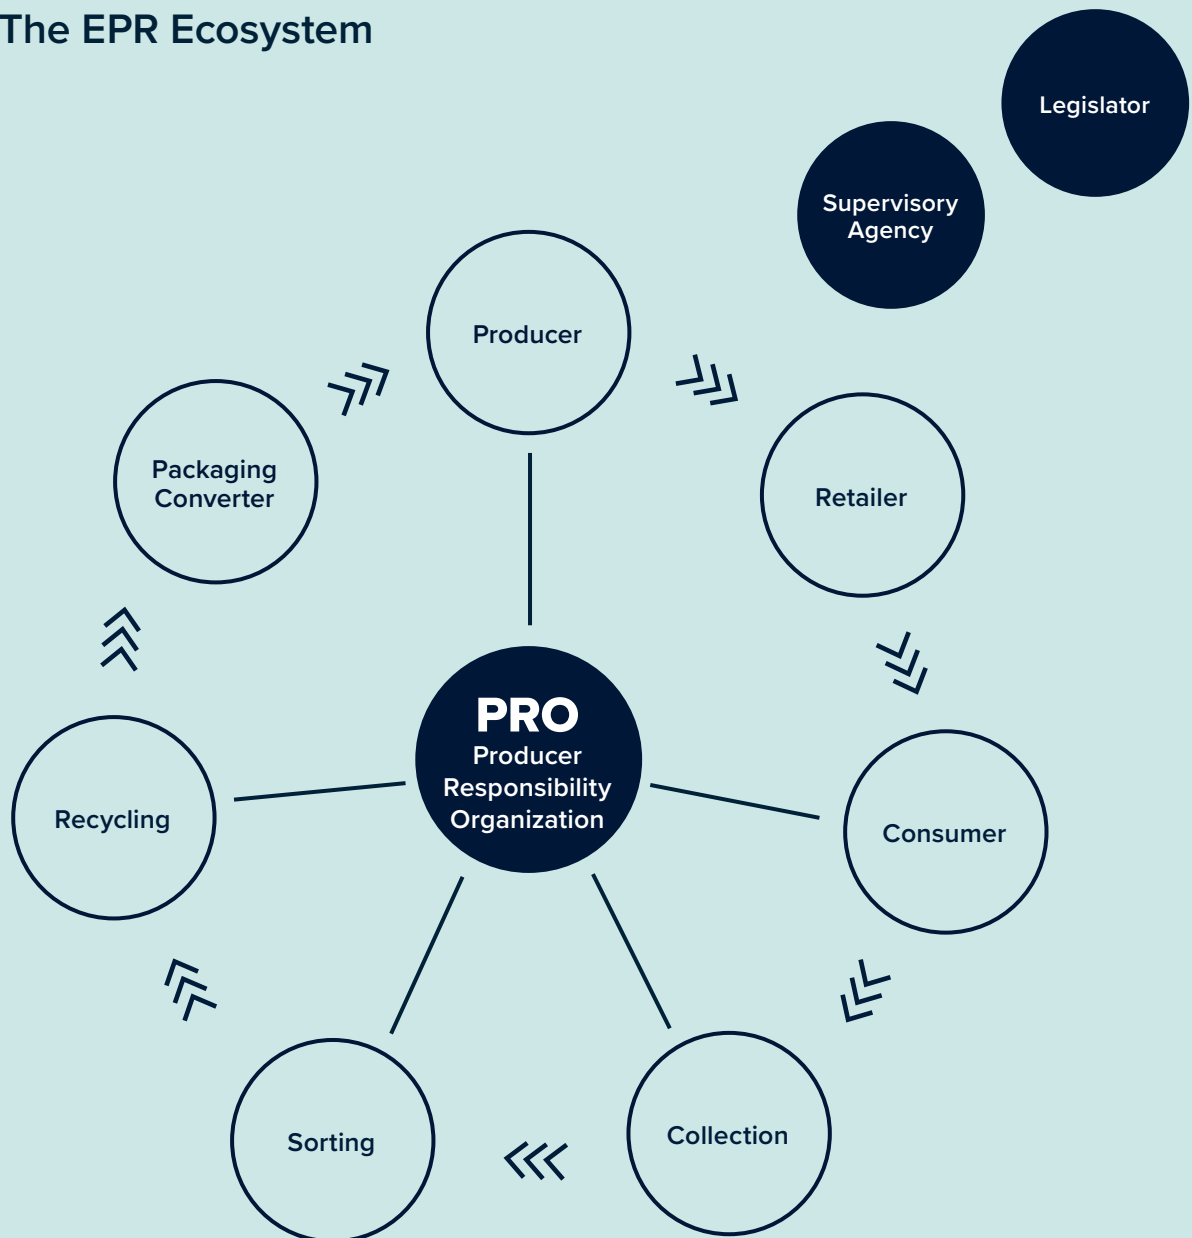 The EPR Ecosystem
Legislator
Supervisory
Agency
Producer
Packaging
Converter
Retailer
PRO
Producer
Responsibility
Organization
Recycling
Consumer
Sorting
Collection